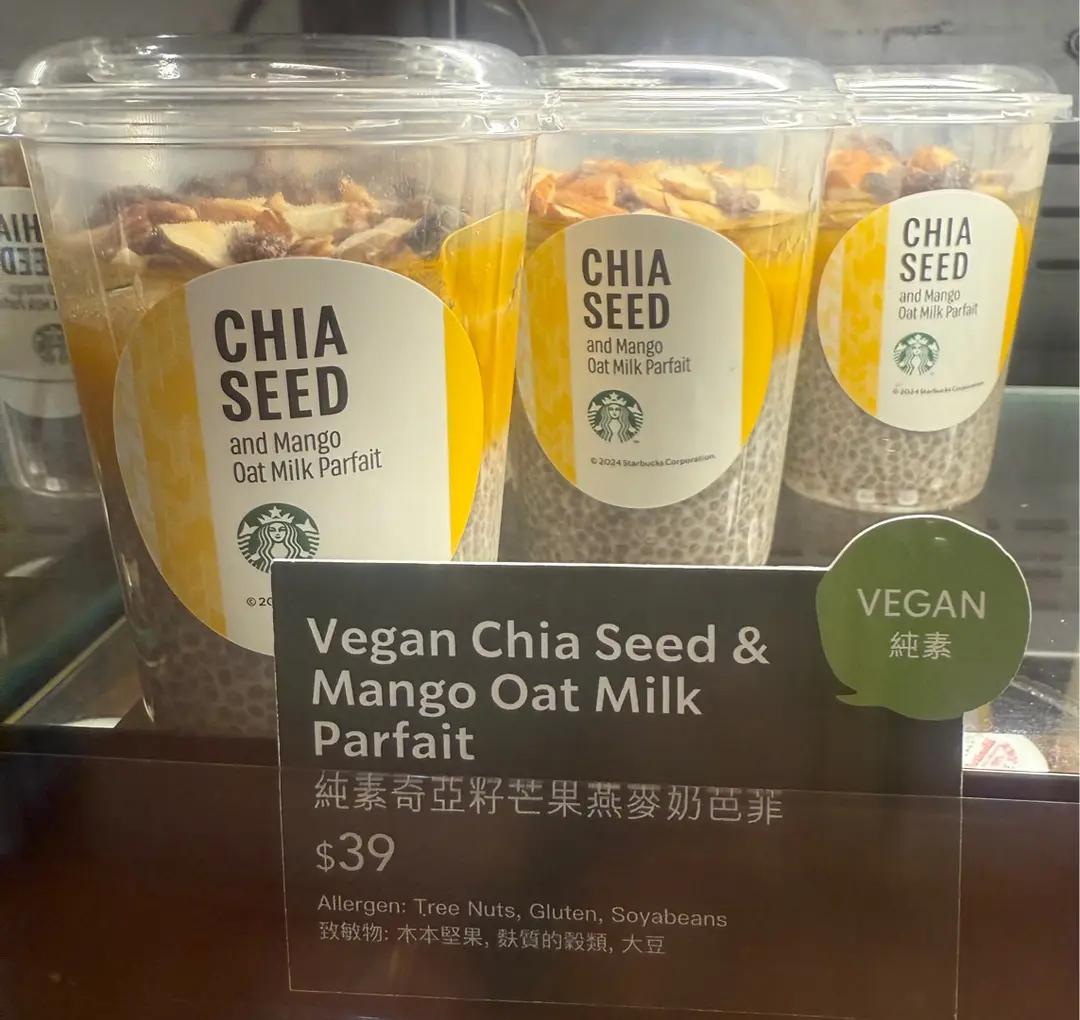 CHIA
SEED
and Mango
Oat Milk Parfait
CHIA
SEED
and Mango
Oat Milk Parfait
© 2024 Starbucks Corporation.
CHIA
SEED
and Mango
Oat Milk Parfait
© 2024 Starbucks Corporation.
Vegan Chia Seed &
Mango Oat Milk
Parfait
純素奇亞籽芒果燕麥奶芭菲
$39
Allergen: Tree Nuts, Gluten, Soyabeans
致敏物: 木本堅果, 麩質的穀類, 大豆
VEGAN
純素